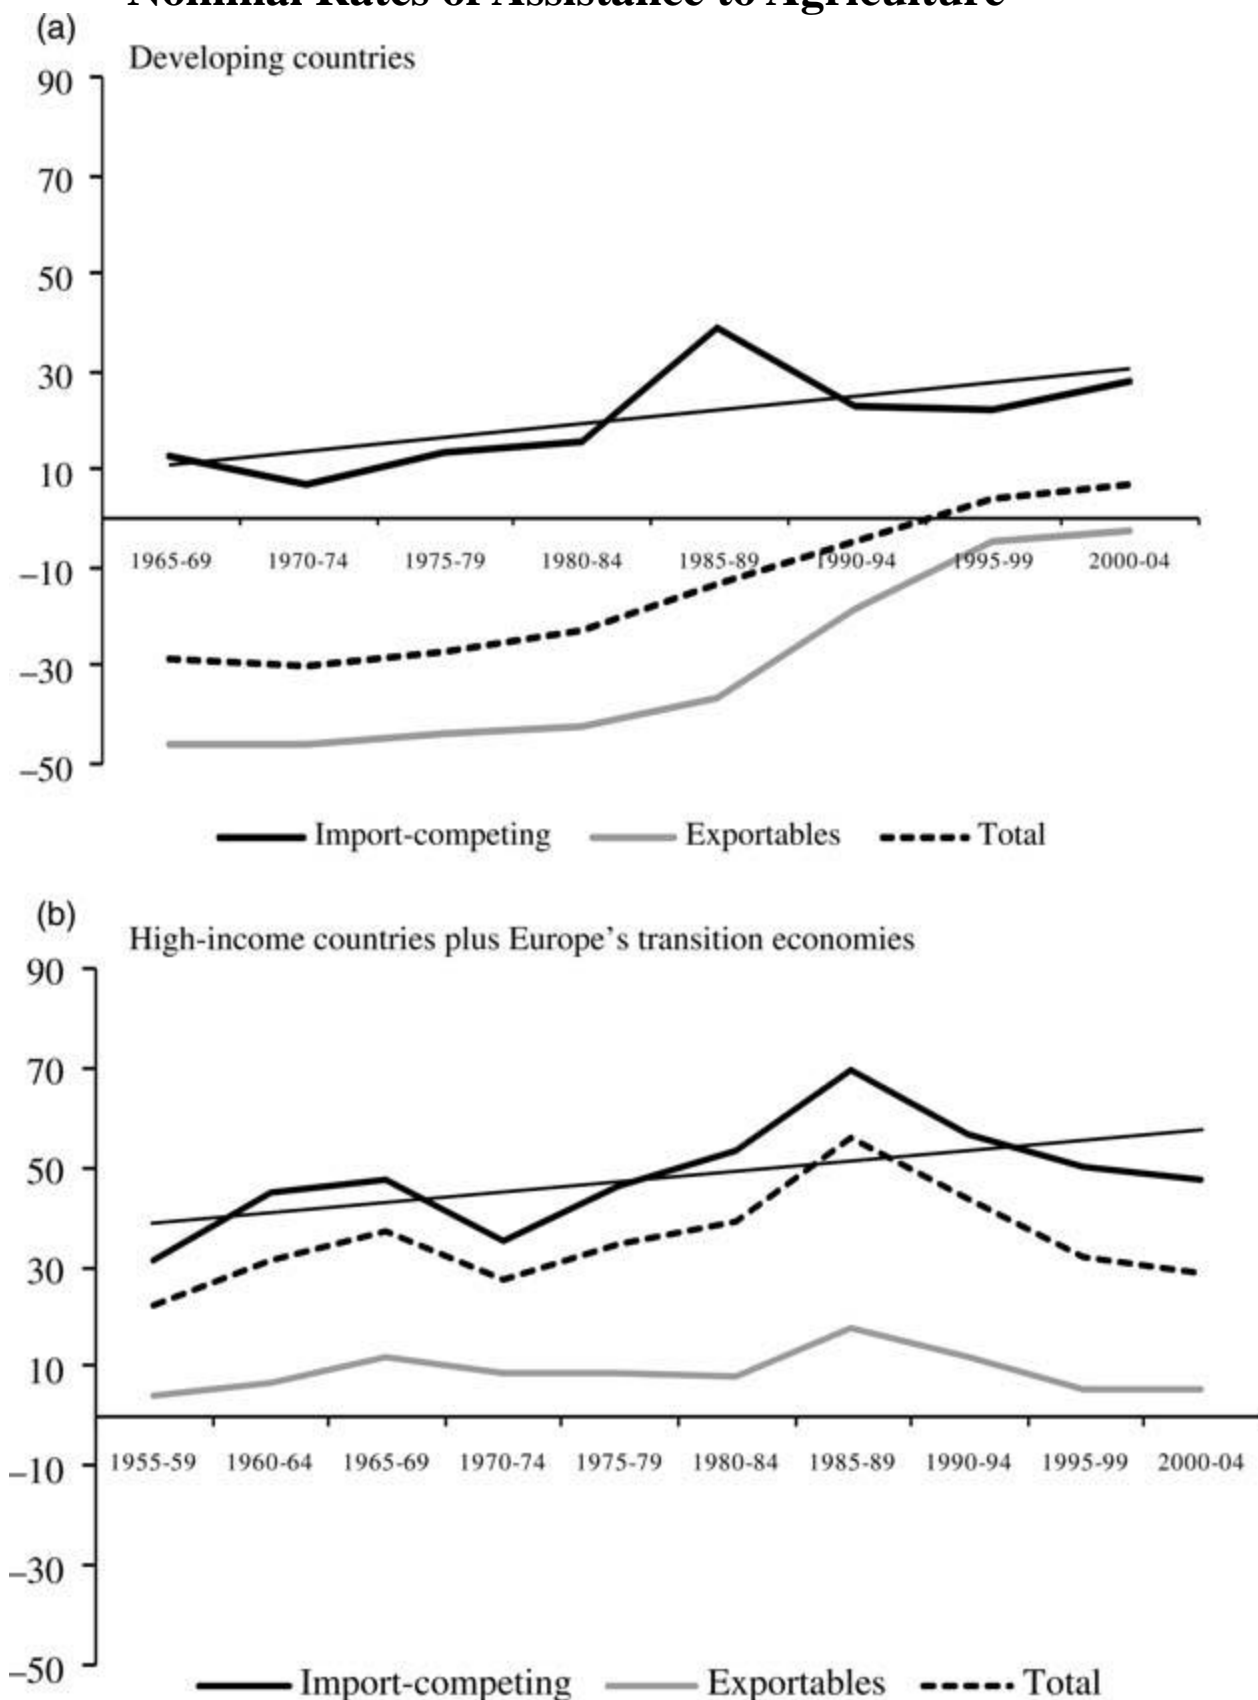 Nominal Rates of Assistance to Agriculture
(a)
Developing countries
90
70
50
30
10
–10
–30
–50
1965-69 1970-74 1975-79 1980-84 1985-89 1990-94 1995-99 2000-04
Import-competing Exportables Total
(b)
High-income countries plus Europe's transition economies
90
70
50
30
10
–10
–30
–50
1955-59 1960-64 1965-69 1970-74 1975-79 1980-84 1985-89 1990-94 1995-99 2000-04
Import-competing Exportables Total